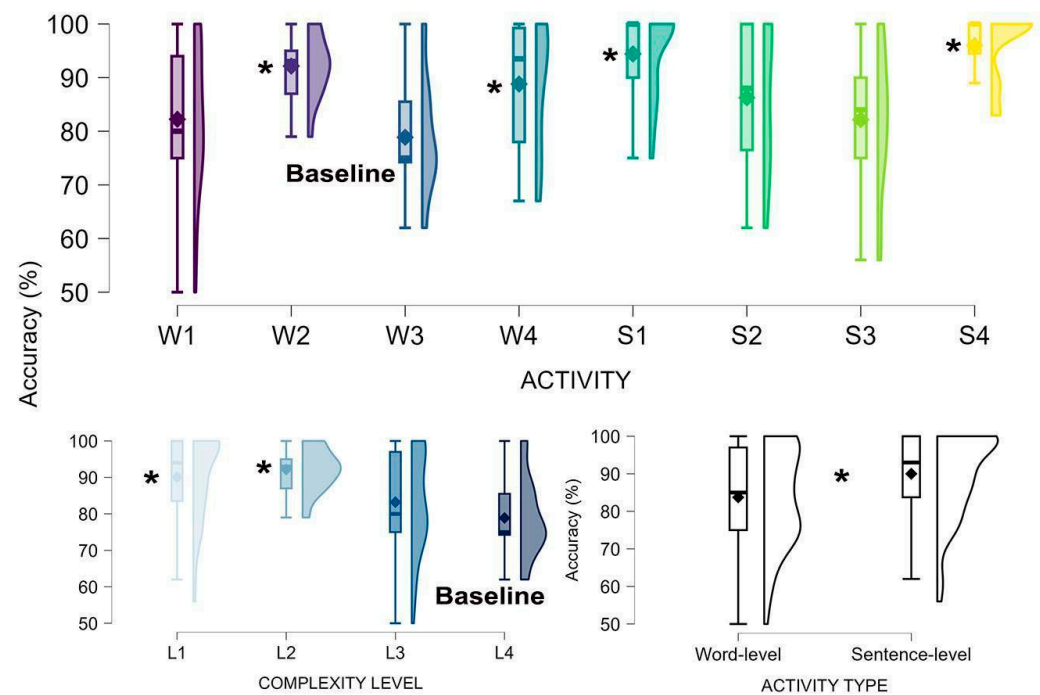 100
90
80
70
60
50
Accuracy (%)
*
*
*
*
Baseline
W1 W2 W3 W4 S1 S2 S3 S4
ACTIVITY
100
90
80
70
60
50
*
*
Baseline
L1 L2 L3 L4
COMPLEXITY LEVEL
100
90
80
70
60
50
Accuracy (%)
*
Word-level Sentence-level
ACTIVITY TYPE